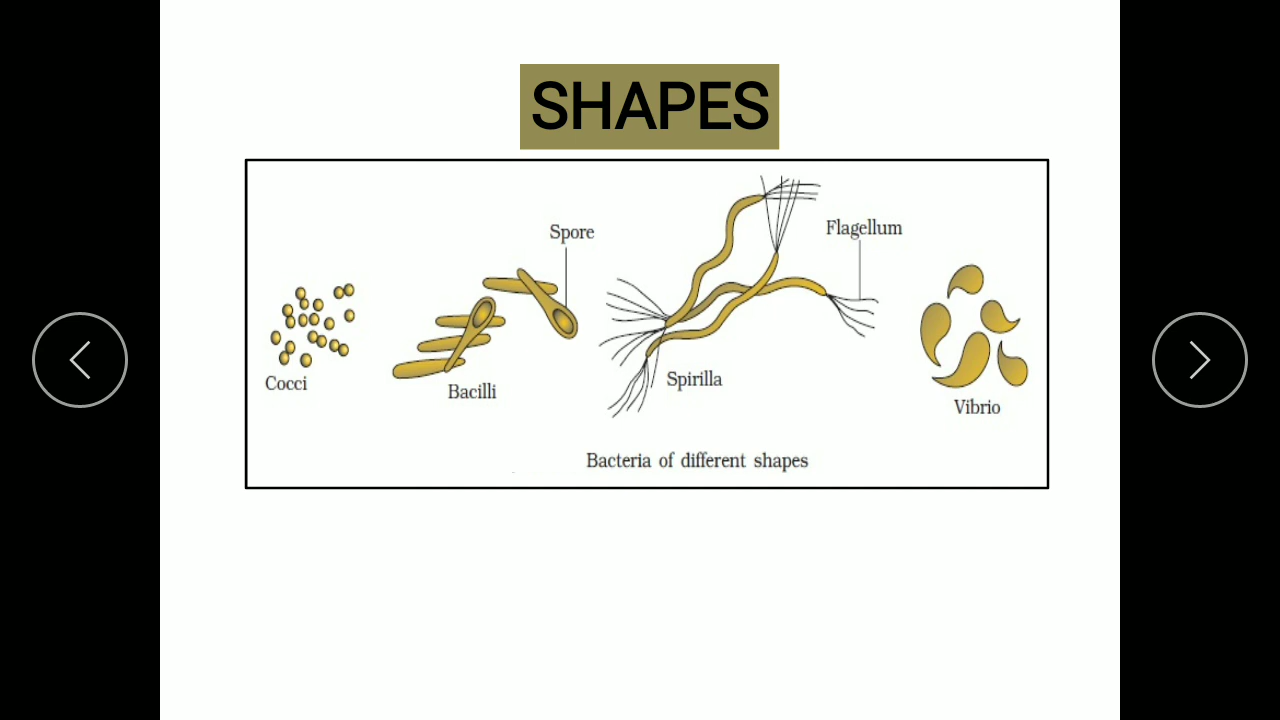 SHAPES
Spore
Flagellum
Cocci
Bacilli
Spirilla
Vibrio
Bacteria of different shapes